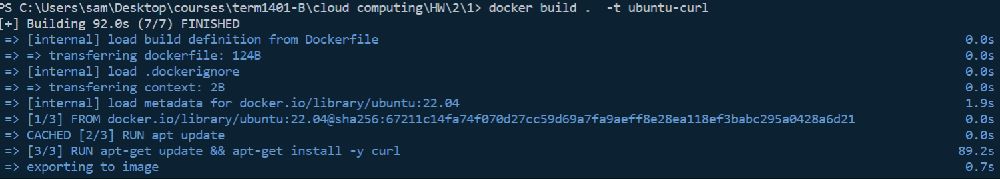 PS C:\Users\sam\Desktop\courses\term1401-B\cloud computing\HW\2\1> docker build .  -t ubuntu-curl
[+] Building 92.0s (7/7) FINISHED
=> [internal] load build definition from Dockerfile 0.0s
=> => transferring dockerfile: 124B 0.0s
=> [internal] load .dockerignore 0.0s
=> => transferring context: 2B 0.0s
=> [internal] load metadata for docker.io/library/ubuntu:22.04 1.9s
=> [1/3] FROM docker.io/library/ubuntu:22.04@sha256:67211c14fa74f070d27cc59d69a7fa9aeff8e28ea118ef3babc295a0428a6d21 0.0s
=> CACHED [2/3] RUN apt update 0.0s
=> [3/3] RUN apt-get update && apt-get install -y curl 89.2s
=> exporting to image 0.7s